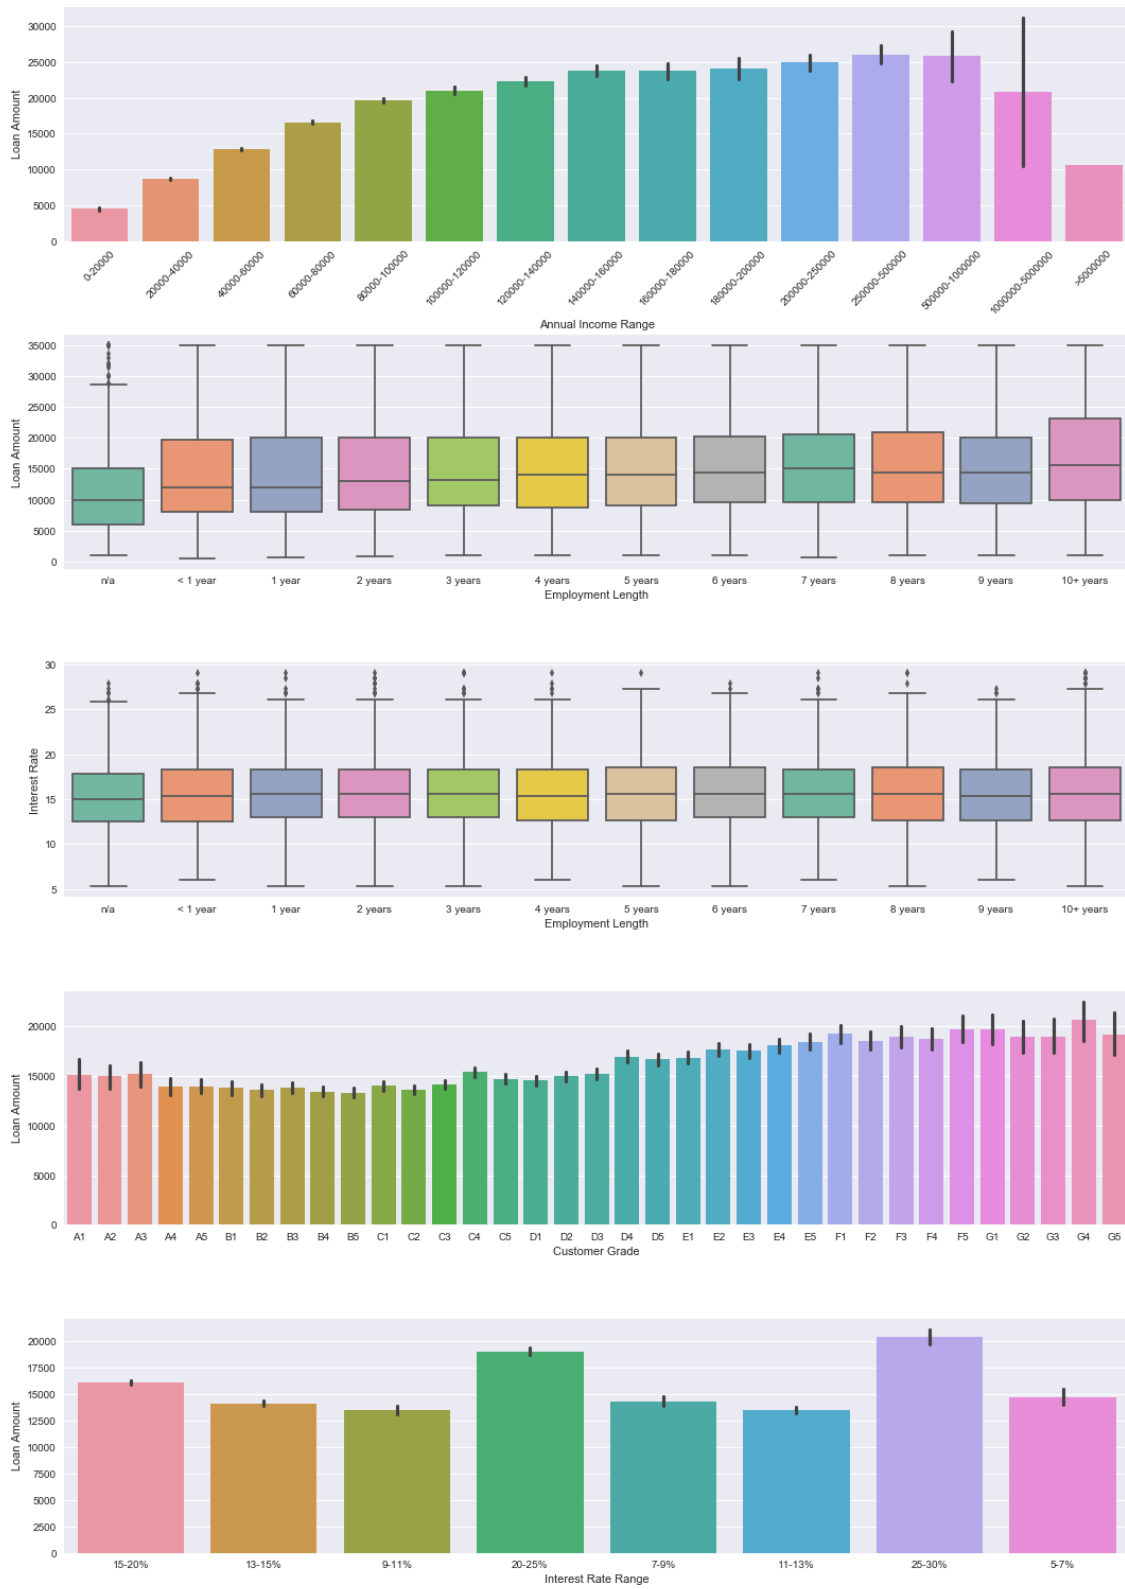 30000
25000
20000
15000
10000
5000
0
Loan Amount
0-20000 20000-40000 40000-60000 60000-80000 80000-100000 100000-120000 120000-140000 140000-160000 160000-180000 180000-200000 200000-250000 250000-500000 500000-1000000 1000000-5000000 >5000000
Annual Income Range
35000
30000
25000
20000
15000
10000
5000
0
Loan Amount
n/a < 1 year 1 year 2 years 3 years 4 years 5 years 6 years 7 years 8 years 9 years 10+ years
Employment Length
30
25
20
15
10
5
Interest Rate
n/a < 1 year 1 year 2 years 3 years 4 years 5 years 6 years 7 years 8 years 9 years 10+ years
Employment Length
20000
15000
10000
5000
0
Loan Amount
A1 A2 A3 A4 A5 B1 B2 B3 B4 B5 C1 C2 C3 C4 C5 D1 D2 D3 D4 D5 E1 E2 E3 E4 E5 F1 F2 F3 F4 F5 G1 G2 G3 G4 G5
Customer Grade
20000
17500
15000
12500
10000
7500
5000
2500
0
Loan Amount
15-20% 13-15% 9-11% 20-25% 7-9% 11-13% 25-30% 5-7%
Interest Rate Range